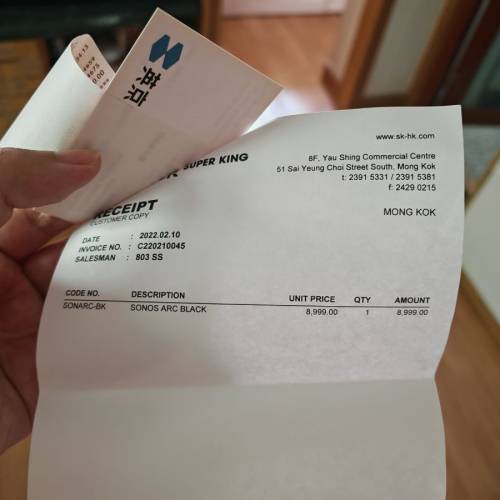 www.sk-hk.com
SUPER KING
8F, Yau Shing Commercial Centre
51 Sai Yeung Choi Street South, Mong Kok
t: 2391 5331 / 2391 5381
f: 2429 0215
MONG KOK
RECEIPT
CUSTOMER COPY
DATE : 2022.02.10
INVOICE NO. : C220210045
SALESMAN : 803 SS
CODE NO. DESCRIPTION UNIT PRICE QTY AMOUNT
SONARC-BK SONOS ARC BLACK 8,999.00 1 8,999.00